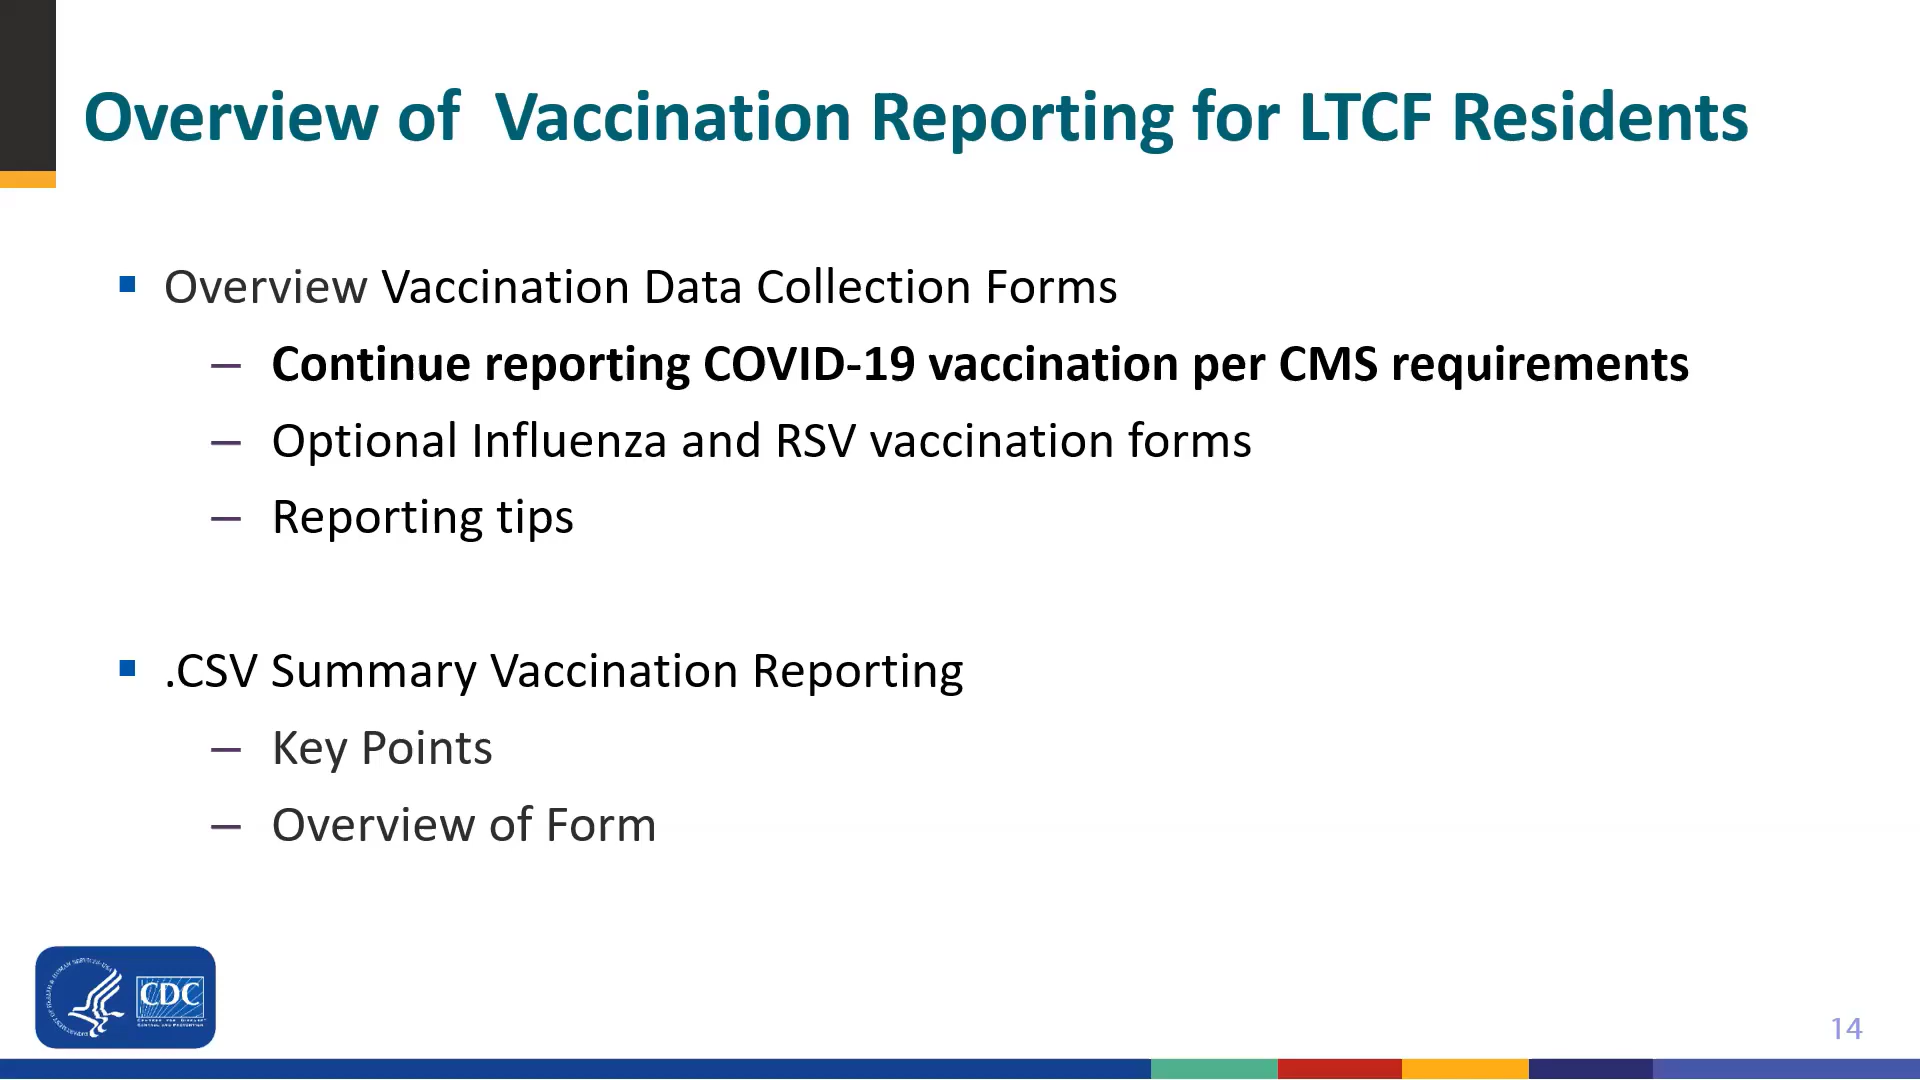 Overview of  Vaccination Reporting for LTCF Residents
▪ Overview Vaccination Data Collection Forms
– Continue reporting COVID-19 vaccination per CMS requirements
– Optional Influenza and RSV vaccination forms
– Reporting tips
▪ .CSV Summary Vaccination Reporting
– Key Points
– Overview of Form
CDC
14